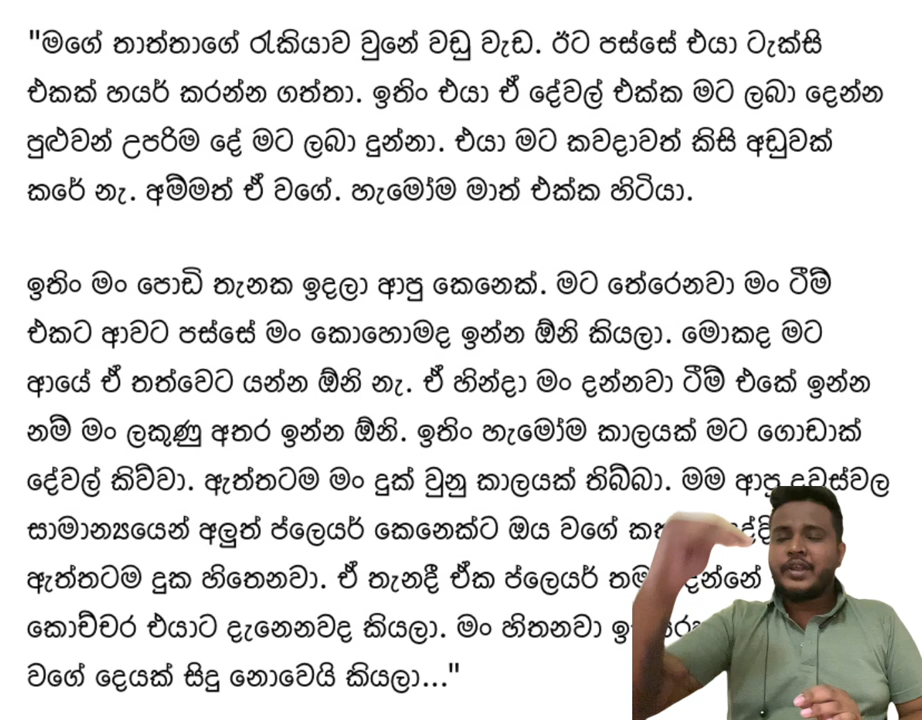 "මගේ තාත්තාගේ රැකියාව වුනේ වඩු වැඩ. ඊට පස්සේ එයා ටැක්සි
එකක් හයර් කරන්න ගත්තා. ඉතිං එයා ඒ දේවල් එක්ක මට ලබා දෙන්න
පුළුවන් උපරිම දේ මට ලබා දුන්නා. එයා මට කවදාවත් කිසි අඩුවක්
කරේ නැ. අම්මත් ඒ වගේ. හැමෝම මාත් එක්ක හිටියා.
ඉතිං මං පොඩි තැනක ඉදලා ආපු කෙනෙක්. මට තේරෙනවා මං ටීම්
එකට ආවට පස්සේ මං කොහොමද ඉන්න ඕනි කියලා. මොකද මට
ආයේ ඒ තත්වෙට යන්න ඕනි නැ. ඒ හින්දා මං දන්නවා ටීම් එකේ ඉන්න
නම් මං ලකුණු අතර ඉන්න ඕනි. ඉතිං හැමෝම කාලයක් මට ගොඩාක්
දේවල් කිව්වා. ඇත්තටම මං දුක් වුනු කාලයක් තිබ්බා. මම ආපු දවස්වල
සාමාන්‍යයෙන් අලුත් ප්ලෙයර් කෙනෙක්ට ඔය වගේ
ඇත්තටම දුක හිතෙනවා. ඒ තැනදී ඒක ප්ලෙයර් දන්නේ
කොච්චර එයාට දැනෙනවද කියලා. මං හිතනවා
වගේ දෙයක් සිදු නොවෙයි කියලා..."